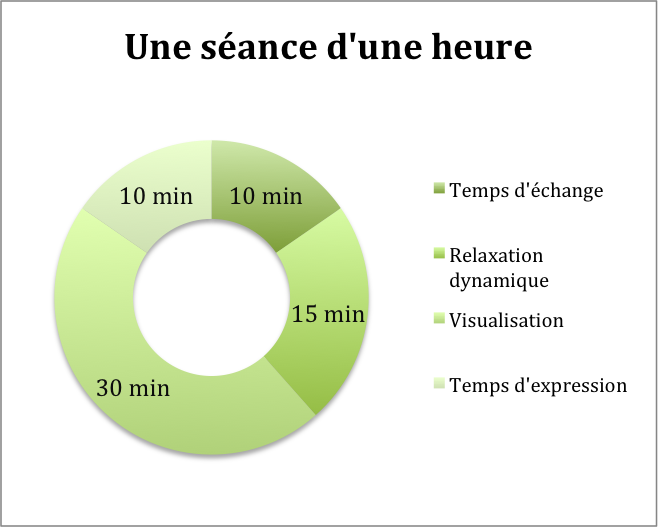 Une séance d'une heure
10 min
10 min
15 min
30 min
Temps d'échange
Relaxation
dynamique
Visualisation
Temps d'expression